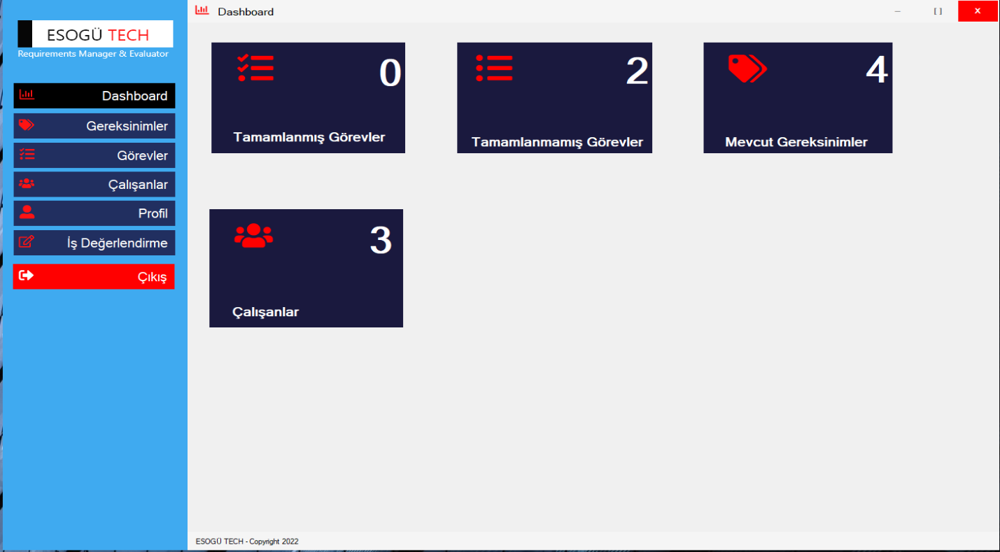 ESOGÜ TECH
Requirements Manager & Evaluator
Dashboard
Gereksinimler
Görevler
Çalışanlar
Profil
İş Değerlendirme
Çıkış
Dashboard
– [ ] X
0
Tamamlanmış Görevler
2
Tamamlanmamış Görevler
4
Mevcut Gereksinimler
3
Çalışanlar
ESOGÜ TECH - Copyright 2022